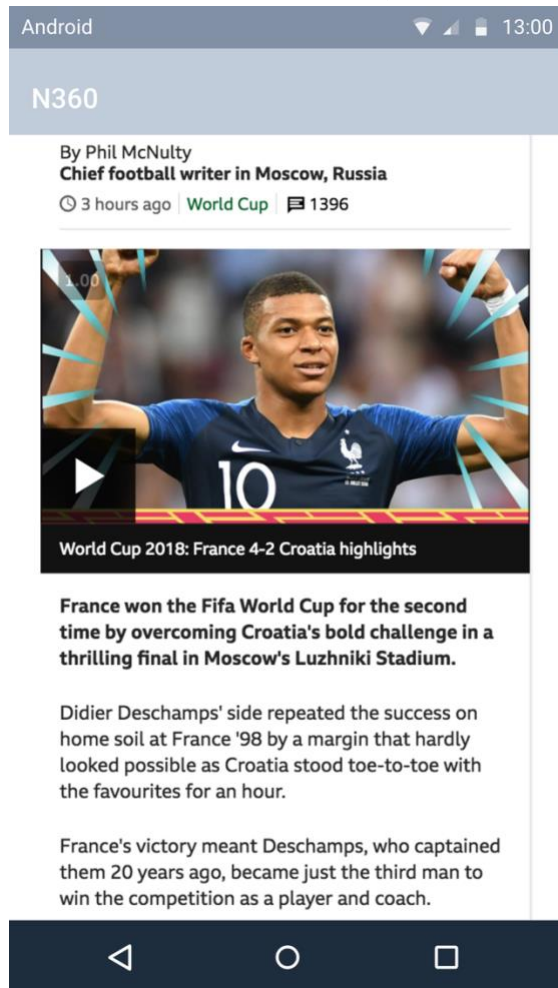 Android 13:00
N360
By Phil McNulty
Chief football writer in Moscow, Russia
3 hours ago World Cup 1396
1.00
10
World Cup 2018: France 4-2 Croatia highlights
France won the Fifa World Cup for the second
time by overcoming Croatia's bold challenge in a
thrilling final in Moscow's Luzhniki Stadium.
Didier Deschamps' side repeated the success on
home soil at France '98 by a margin that hardly
looked possible as Croatia stood toe-to-toe with
the favourites for an hour.
France's victory meant Deschamps, who captained
them 20 years ago, became just the third man to
win the competition as a player and coach.